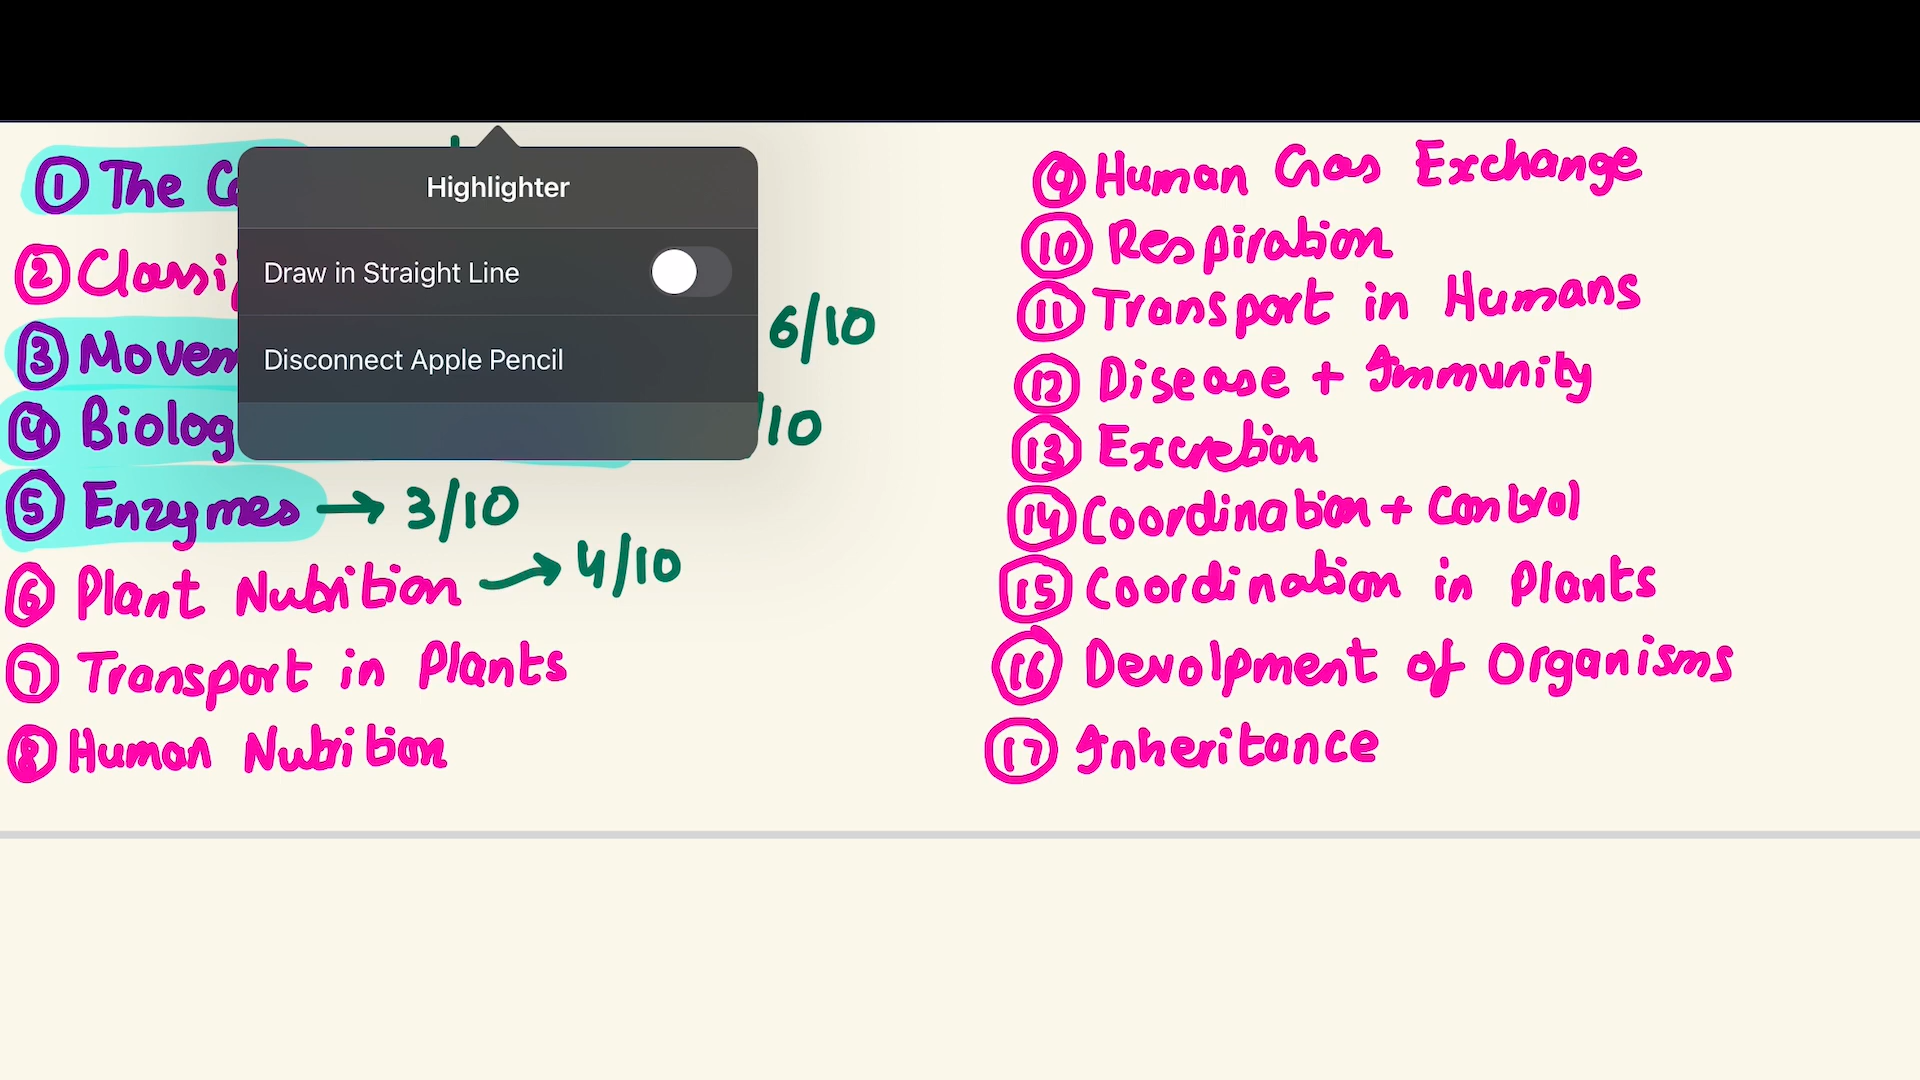 ① The
Highlighter
Draw in Straight Line
Disconnect Apple Pencil
②
③
6/10
④
/10
⑤ Enzymes → 3/10
⑥ Plant Nutrition → 4/10
⑦ Transport in Plants
⑧ Human Nutrition
⑨ Human Gas Exchange
⑩ Respiration
⑪ Transport in Humans
⑫ Disease + Immunity
⑬ Excretion
⑭ Coordination + Control
⑮ Coordination in Plants
⑯ Devolpment of Organisms
⑰ Inheritance